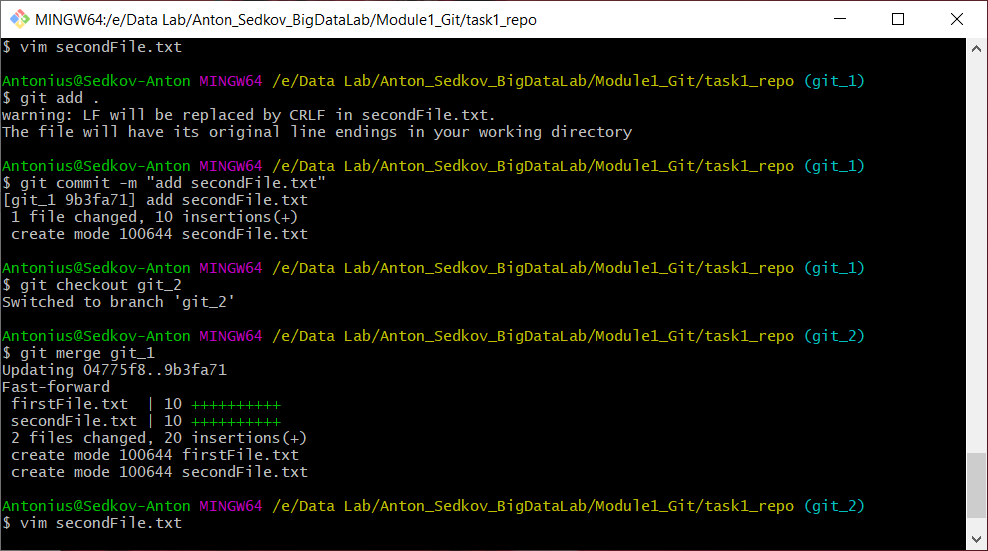 MINGW64:/e/Data Lab/Anton_Sedkov_BigDataLab/Module1_Git/task1_repo
$ vim secondFile.txt
Antonius@Sedkov-Anton MINGW64 /e/Data Lab/Anton_Sedkov_BigDataLab/Module1_Git/task1_repo (git_1)
$ git add .
warning: LF will be replaced by CRLF in secondFile.txt.
The file will have its original line endings in your working directory
Antonius@Sedkov-Anton MINGW64 /e/Data Lab/Anton_Sedkov_BigDataLab/Module1_Git/task1_repo (git_1)
$ git commit -m "add secondFile.txt"
[git_1 9b3fa71] add secondFile.txt
 1 file changed, 10 insertions(+)
 create mode 100644 secondFile.txt
Antonius@Sedkov-Anton MINGW64 /e/Data Lab/Anton_Sedkov_BigDataLab/Module1_Git/task1_repo (git_1)
$ git checkout git_2
Switched to branch 'git_2'
Antonius@Sedkov-Anton MINGW64 /e/Data Lab/Anton_Sedkov_BigDataLab/Module1_Git/task1_repo (git_2)
$ git merge git_1
Updating 04775f8..9b3fa71
Fast-forward
 firstFile.txt  | 10 ++++++++++
 secondFile.txt | 10 ++++++++++
 2 files changed, 20 insertions(+)
 create mode 100644 firstFile.txt
 create mode 100644 secondFile.txt
Antonius@Sedkov-Anton MINGW64 /e/Data Lab/Anton_Sedkov_BigDataLab/Module1_Git/task1_repo (git_2)
$ vim secondFile.txt